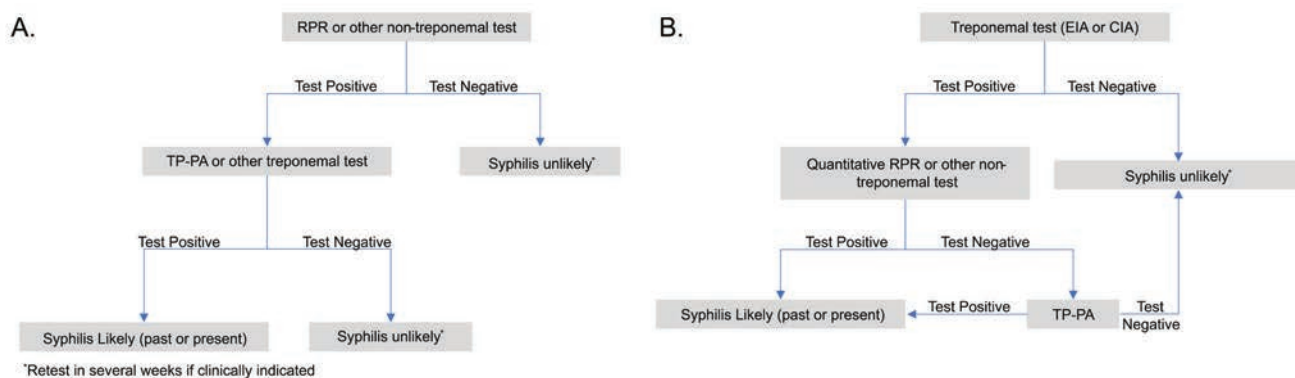 A.
RPR or other non-treponemal test
Test Positive
Test Negative
TP-PA or other treponemal test
Syphilis unlikely*
Test Positive
Test Negative
Syphilis Likely (past or present)
Syphilis unlikely*
*Retest in several weeks if clinically indicated
B.
Treponemal test (EIA or CIA)
Test Positive
Test Negative
Quantitative RPR or other non-
treponemal test
Syphilis unlikely*
Test Positive
Test Negative
Syphilis Likely (past or present)
Test Positive
TP-PA
Test
Negative